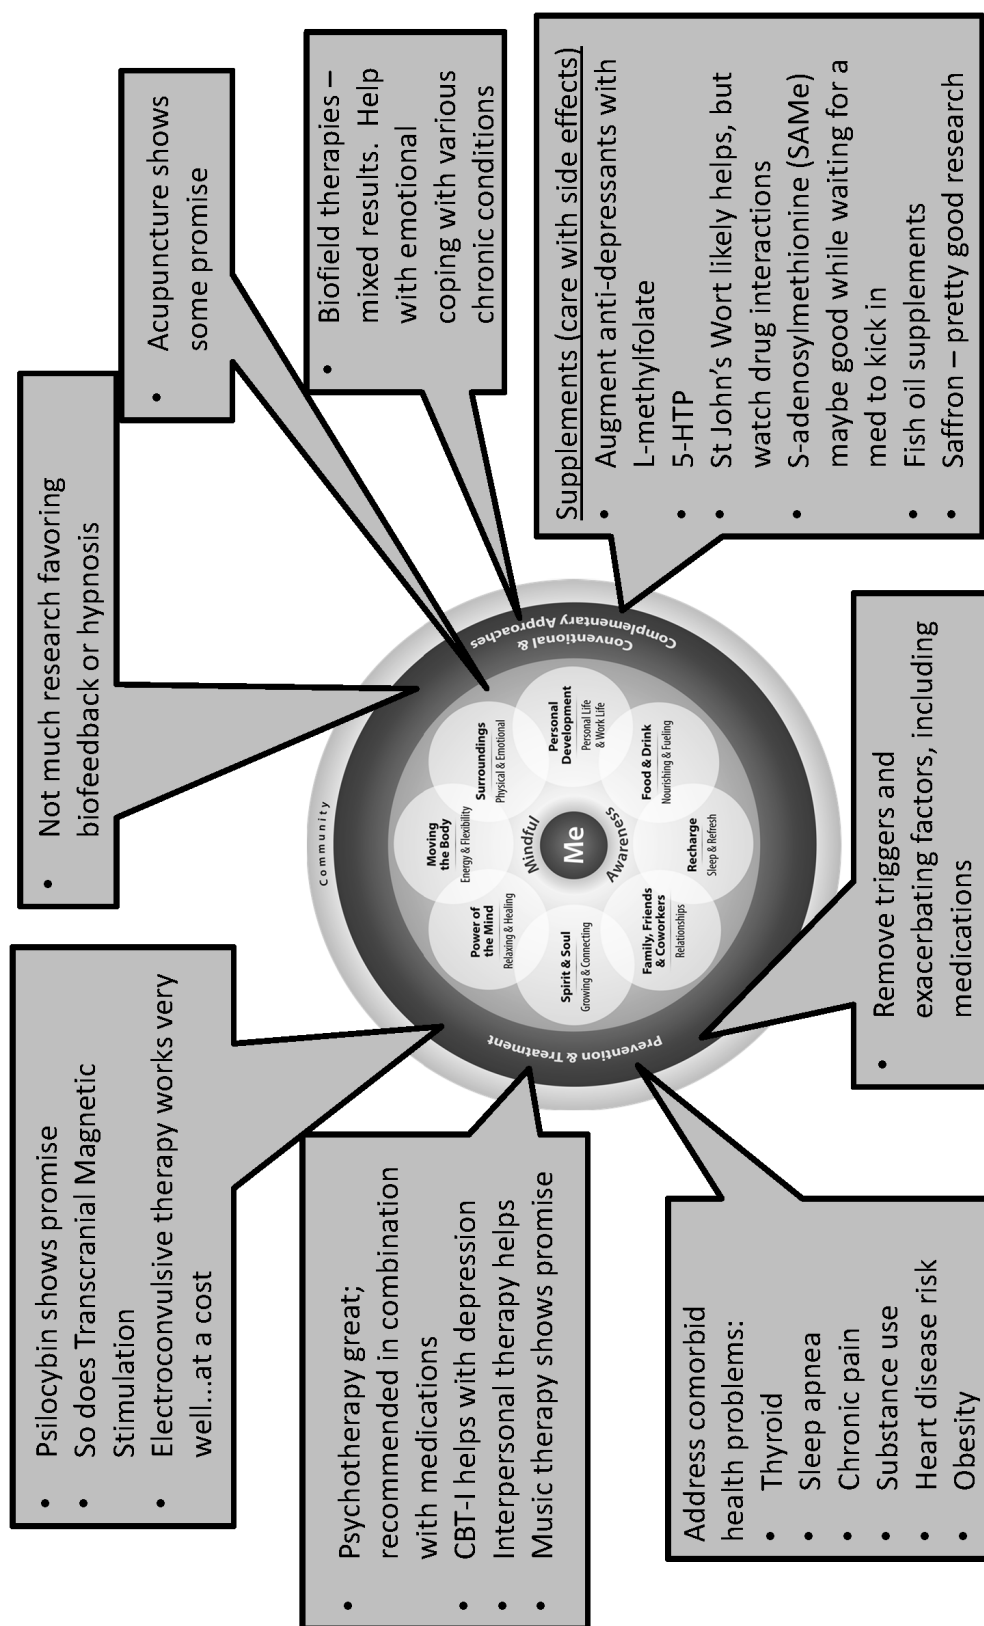 • Psilocybin shows promise
• So does Transcranial Magnetic
Stimulation
• Electroconvulsive therapy works very
well...at a cost
• Not much research favoring
biofeedback or hypnosis
• Acupuncture shows
some promise
• Biofield therapies –
mixed results.  Help
with emotional
coping with various
chronic conditions
Supplements (care with side effects)
• Augment anti-depressants with
L-methylfolate
• 5-HTP
• St John’s Wort likely helps, but
watch drug interactions
• S-adenosylmethionine (SAMe)
maybe good while waiting for a
med to kick in
• Fish oil supplements
• Saffron – pretty good research
• Psychotherapy great;
recommended in combination
with medications
• CBT-I helps with depression
• Interpersonal therapy helps
• Music therapy shows promise
Address comorbid
health problems:
• Thyroid
• Sleep apnea
• Chronic pain
• Substance use
• Heart disease risk
• Obesity
• Remove triggers and
exacerbating factors, including
medications
Community
Prevention & Treatment
Conventional &
Complementary Approaches
Moving
the Body
Energy & Flexibility
Surroundings
Physical & Emotional
Personal
Development
Personal Life
& Work Life
Food & Drink
Nourishing & Fueling
Recharge
Sleep & Refresh
Family, Friends
& Coworkers
Relationships
Spirit & Soul
Growing & Connecting
Power of
the Mind
Relaxing & Healing
Mindful
Me
Awareness